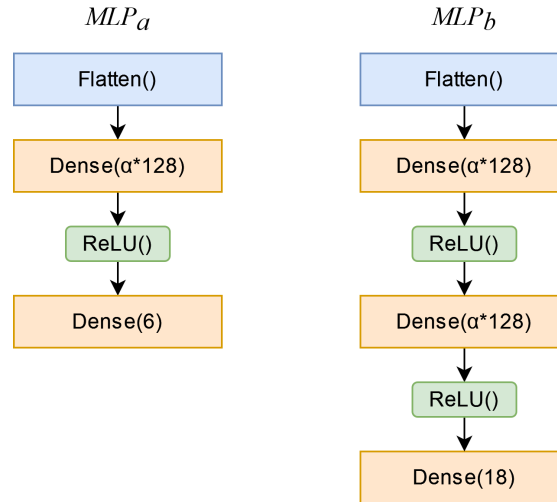 MLPa
Flatten()
Dense(α*128)
ReLU()
Dense(6)
MLPb
Flatten()
Dense(α*128)
ReLU()
Dense(α*128)
ReLU()
Dense(18)